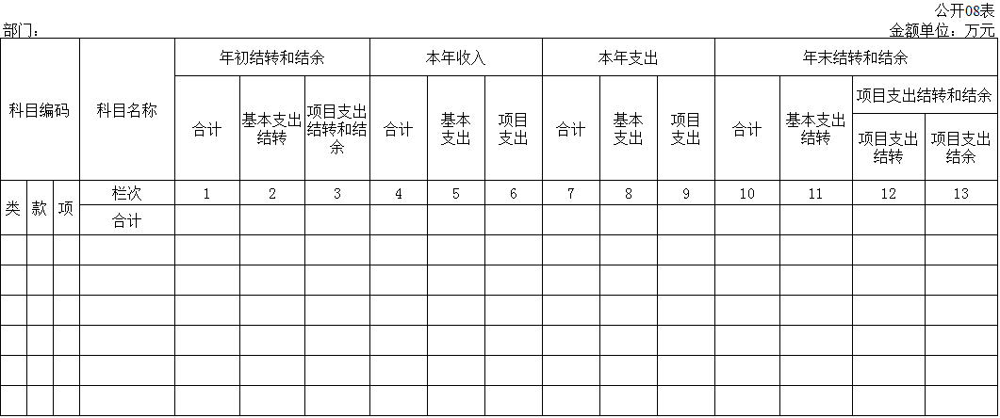 公开08表
部门：
金额单位：万元
科目编码
科目名称
年初结转和结余
本年收入
本年支出
年末结转和结余
合计
基本支出
结转
项目支出
结转和结
余
合计
基本
支出
项目
支出
合计
基本
支出
项目
支出
合计
基本支出
结转
项目支出结转和结余
项目支出
结转
项目支出
结余
类 款 项
栏次 1 2 3 4 5 6 7 8 9 10 11 12 13
合计